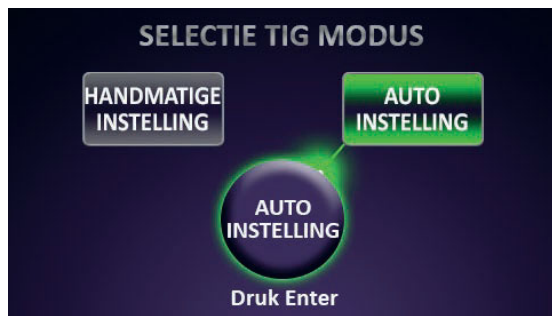 SELECTIE TIG MODUS
HANDMATIGE
INSTELLING
AUTO
INSTELLING
AUTO
INSTELLING
Druk Enter